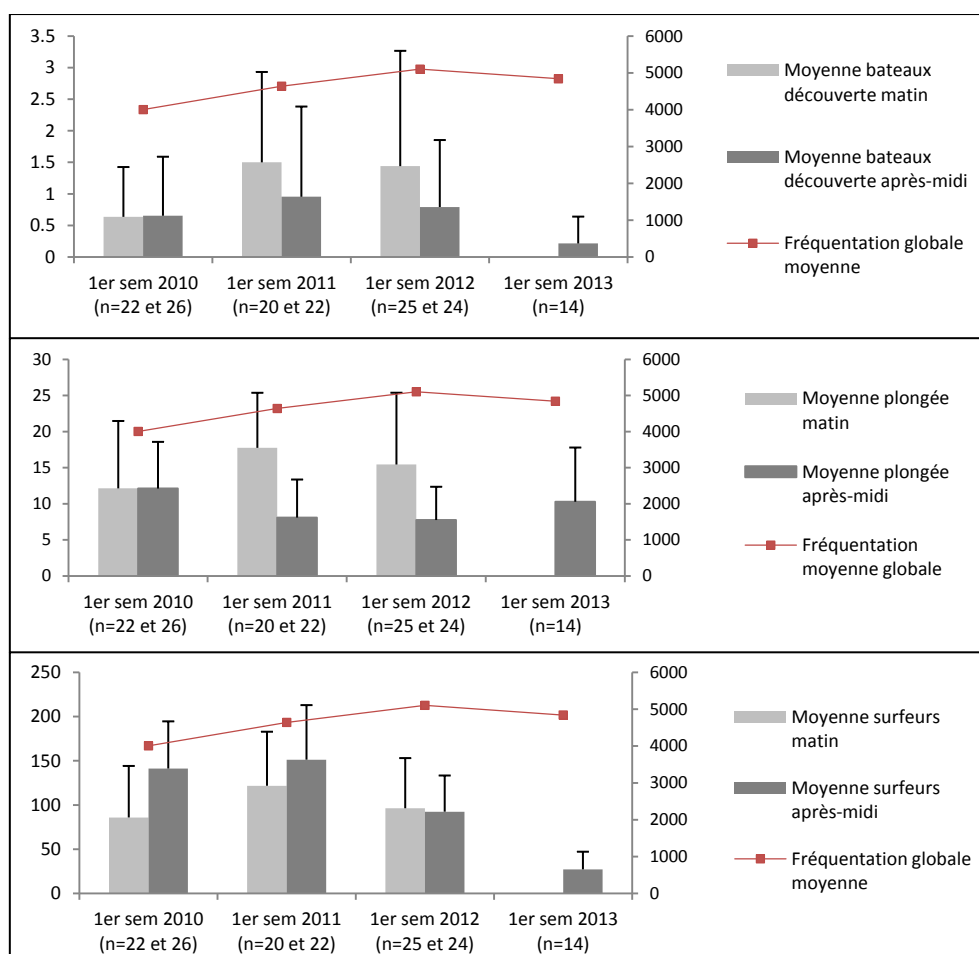 3.5
3
2.5
2
1.5
1
0.5
0
6000
5000
4000
3000
2000
1000
0
1er sem 2010
(n=22 et 26)
1er sem 2011
(n=20 et 22)
1er sem 2012
(n=25 et 24)
1er sem 2013
(n=14)
Moyenne bateaux
découverte matin
Moyenne bateaux
découverte après-midi
Fréquentation globale
moyenne
30
25
20
15
10
5
0
6000
5000
4000
3000
2000
1000
0
1er sem 2010
(n=22 et 26)
1er sem 2011
(n=20 et 22)
1er sem 2012
(n=25 et 24)
1er sem 2013
(n=14)
Moyenne plongée
matin
Moyenne plongée
après-midi
Fréquentation
moyenne globale
250
200
150
100
50
0
6000
5000
4000
3000
2000
1000
0
1er sem 2010
(n=22 et 26)
1er sem 2011
(n=20 et 22)
1er sem 2012
(n=25 et 24)
1er sem 2013
(n=14)
Moyenne surfeurs
matin
Moyenne surfeurs
après-midi
Fréquentation globale
moyenne